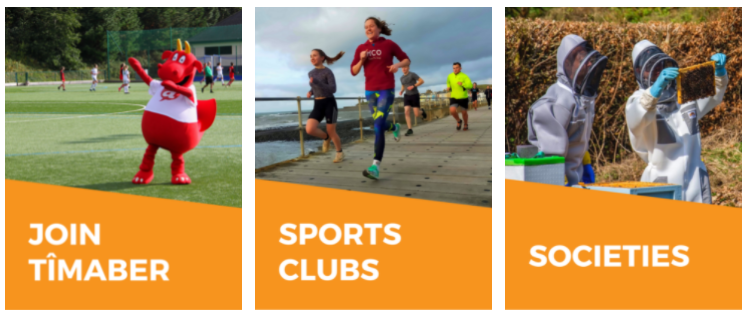 JOIN
TÎMABER
SPORTS
CLUBS
SOCIETIES